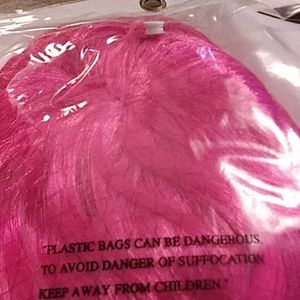 "PLASTIC BAGS CAN BE DANGEROUS.
TO AVOID DANGER OF SUFFOCATION
KEEP AWAY FROM CHILDREN."